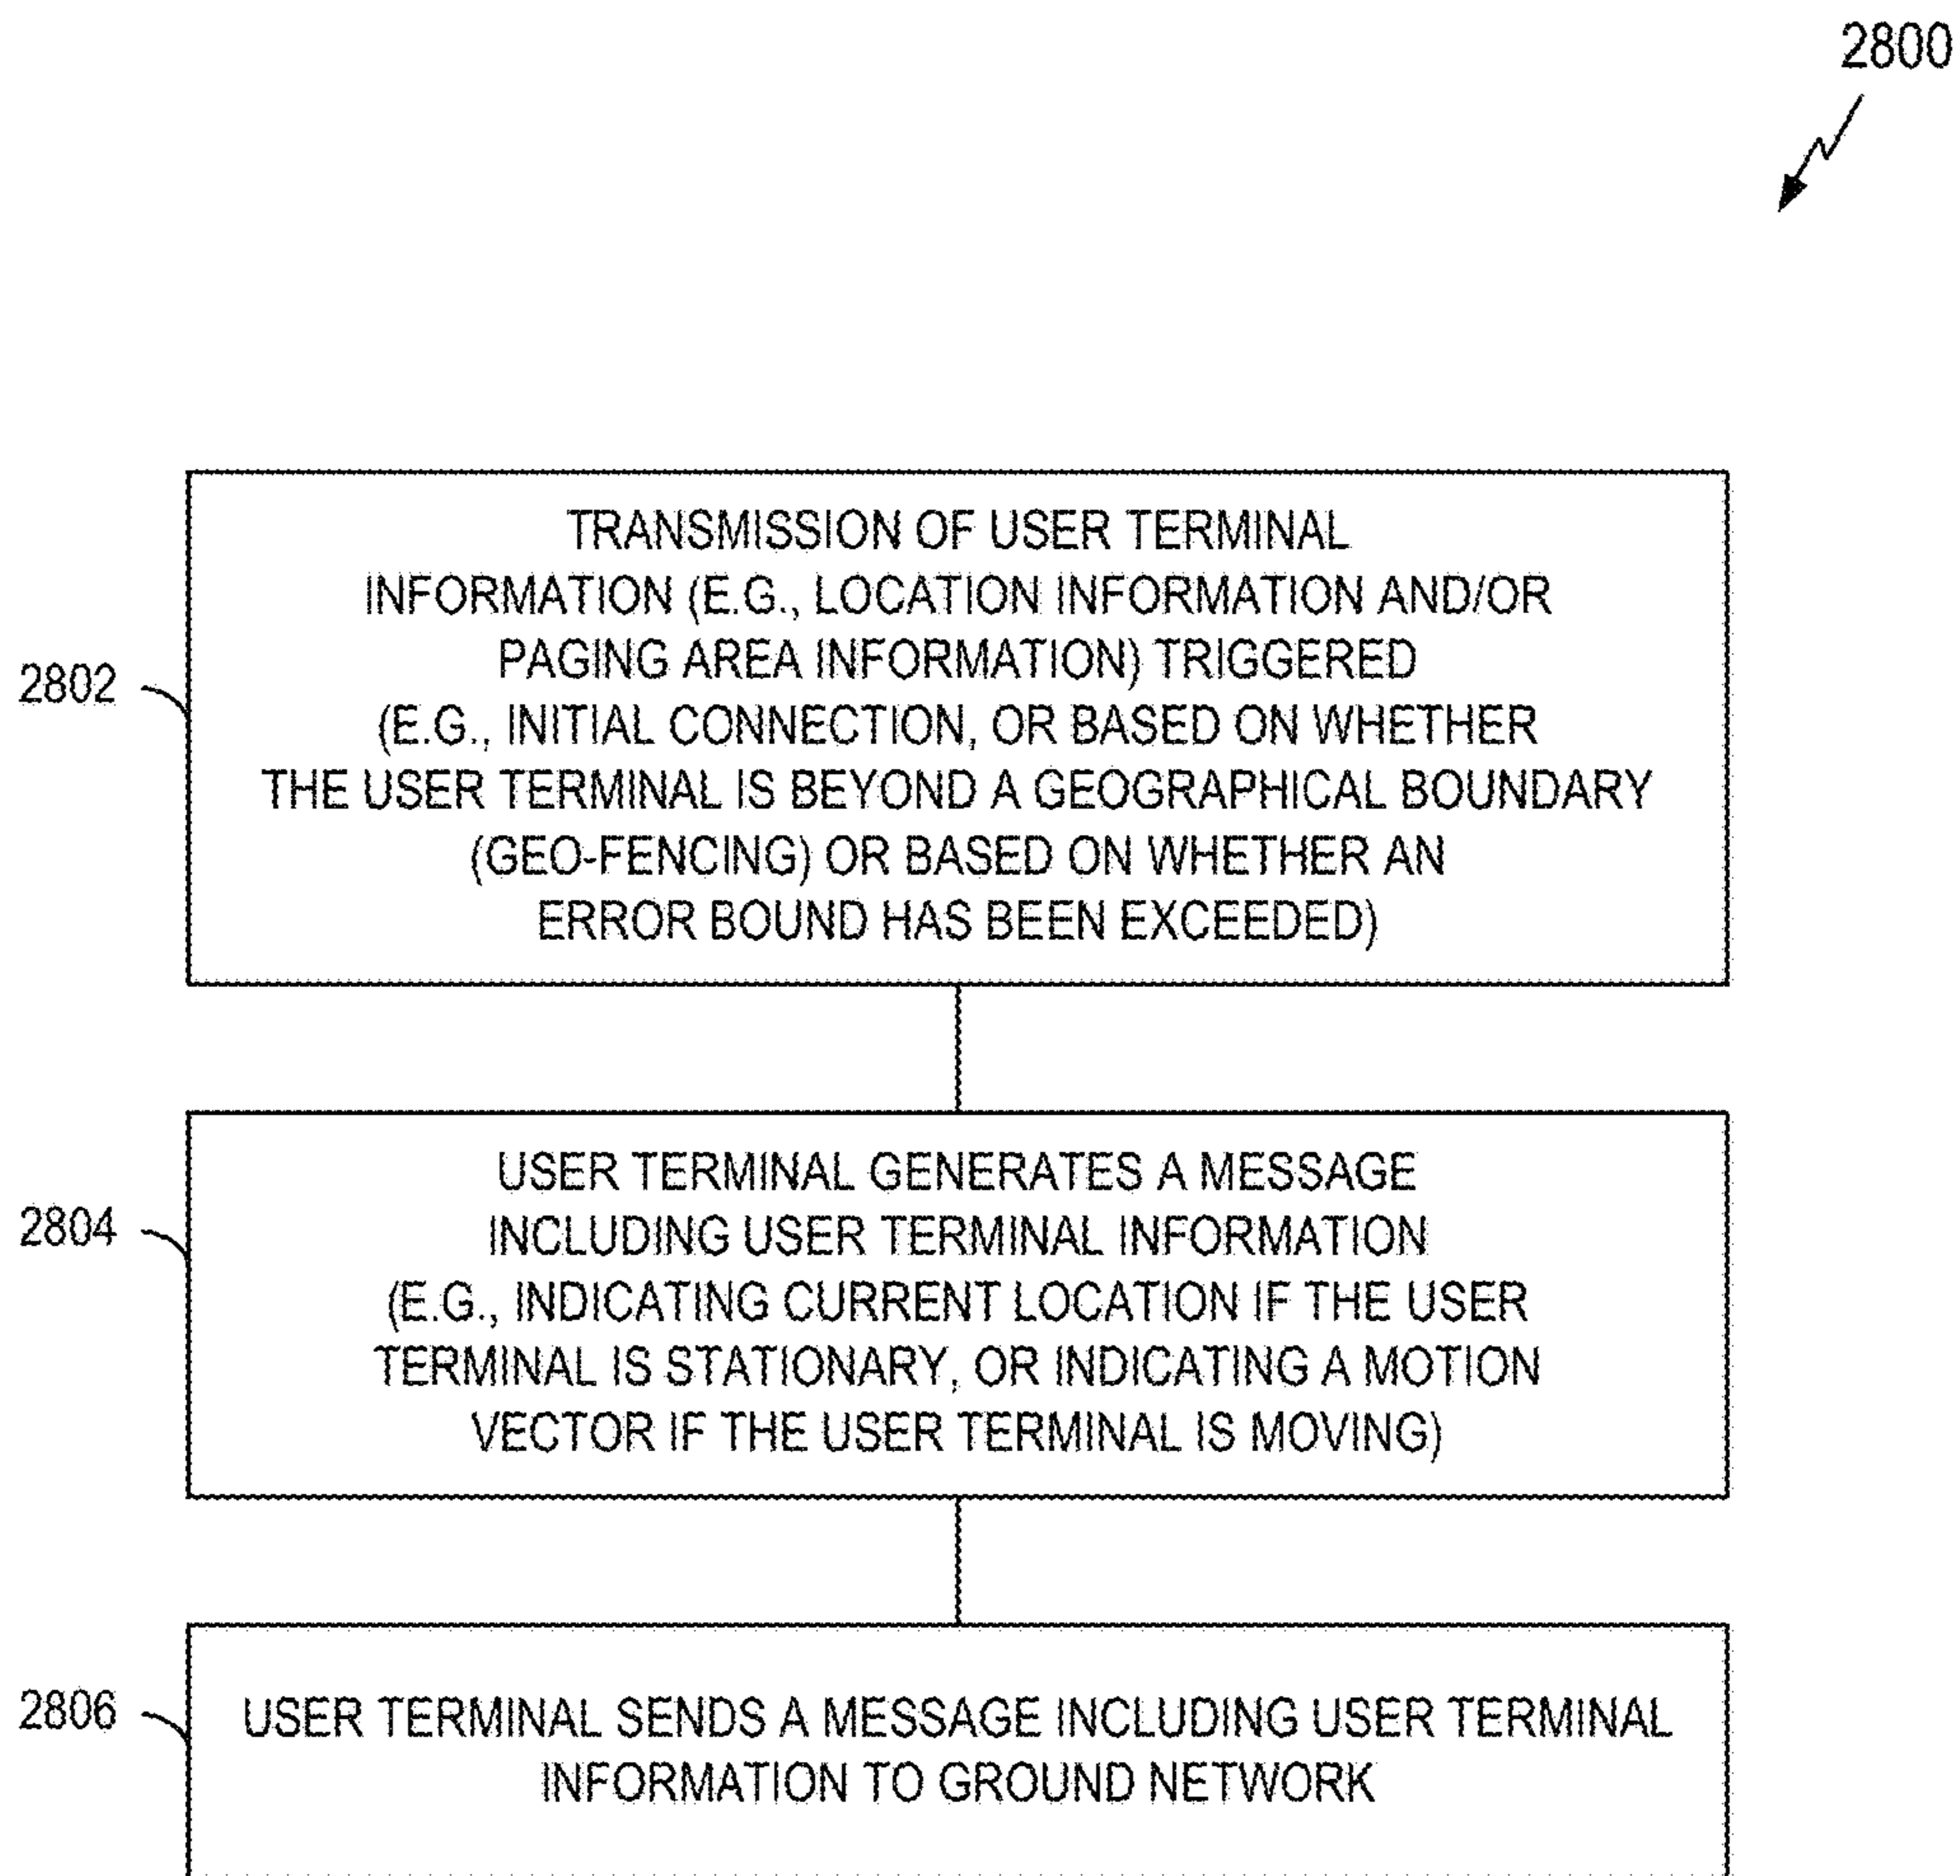 2800
TRANSMISSION OF USER TERMINAL
INFORMATION (E.G., LOCATION INFORMATION AND/OR
PAGING AREA INFORMATION) TRIGGERED
(E.G., INITIAL CONNECTION, OR BASED ON WHETHER
THE USER TERMINAL IS BEYOND A GEOGRAPHICAL BOUNDARY
(GEO-FENCING) OR BASED ON WHETHER AN
ERROR BOUND HAS BEEN EXCEEDED)
2802
USER TERMINAL GENERATES A MESSAGE
INCLUDING USER TERMINAL INFORMATION
(E.G., INDICATING CURRENT LOCATION IF THE USER
TERMINAL IS STATIONARY, OR INDICATING A MOTION
VECTOR IF THE USER TERMINAL IS MOVING)
2804
USER TERMINAL SENDS A MESSAGE INCLUDING USER TERMINAL
INFORMATION TO GROUND NETWORK
2806